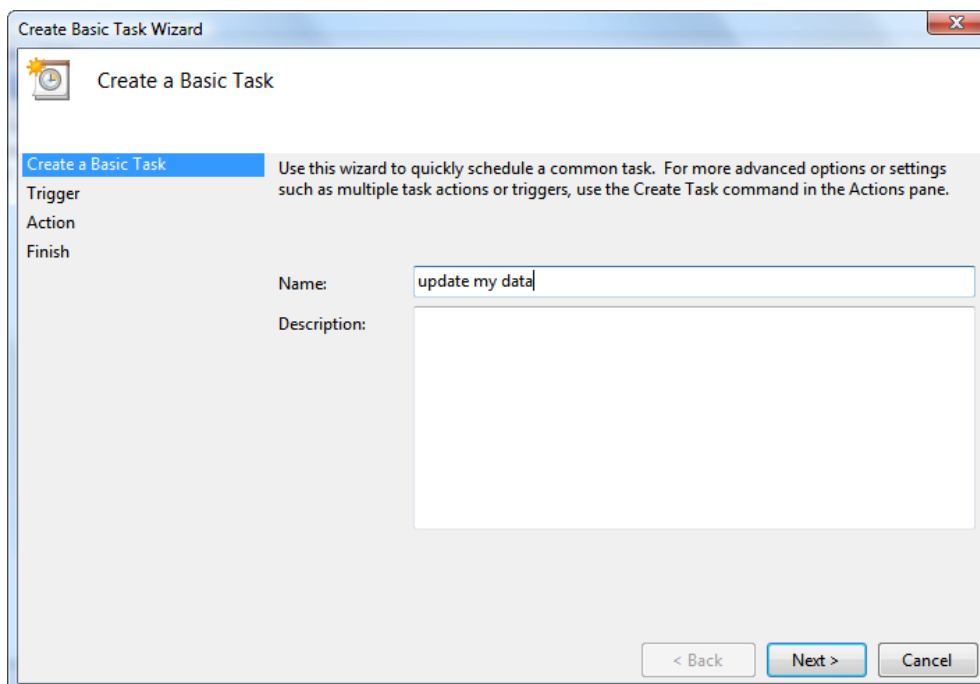 Create Basic Task Wizard
Create a Basic Task
Create a Basic Task
Trigger
Action
Finish
Use this wizard to quickly schedule a common task. For more advanced options or settings
such as multiple task actions or triggers, use the Create Task command in the Actions pane.
Name:
update my data
Description:
< Back
Next >
Cancel